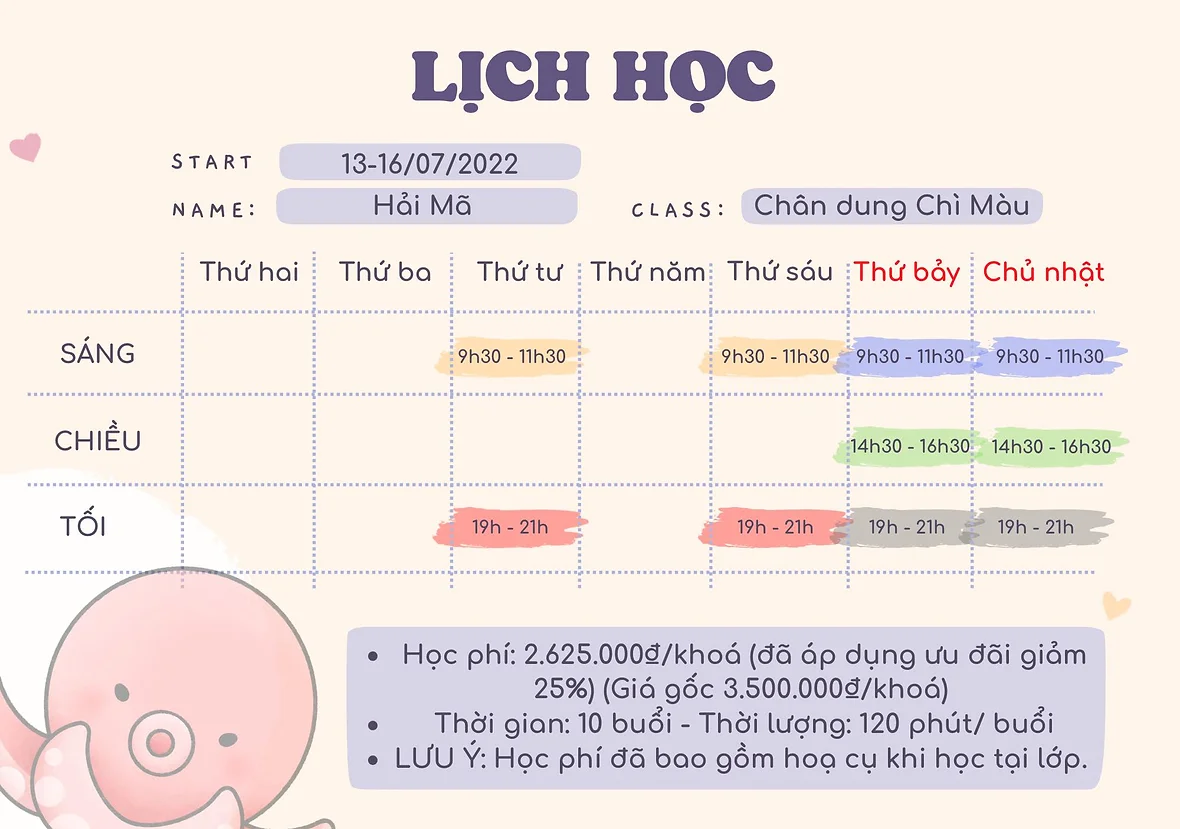 LỊCH HỌC
START 13-16/07/2022
NAME: Hải Mã CLASS: Chân dung Chì Màu
Thứ hai Thứ ba Thứ tư Thứ năm Thứ sáu Thứ bảy Chủ nhật
SÁNG 9h30 - 11h30 9h30 - 11h30 9h30 - 11h30 9h30 - 11h30
CHIỀU 14h30 - 16h30 14h30 - 16h30
TỐI 19h - 21h 19h - 21h 19h - 21h 19h - 21h
• Học phí: 2.625.000₫/khoá (đã áp dụng ưu đãi giảm
25%) (Giá gốc 3.500.000₫/khoá)
• Thời gian: 10 buổi - Thời lượng: 120 phút/ buổi
• LƯU Ý: Học phí đã bao gồm hoạ cụ khi học tại lớp.